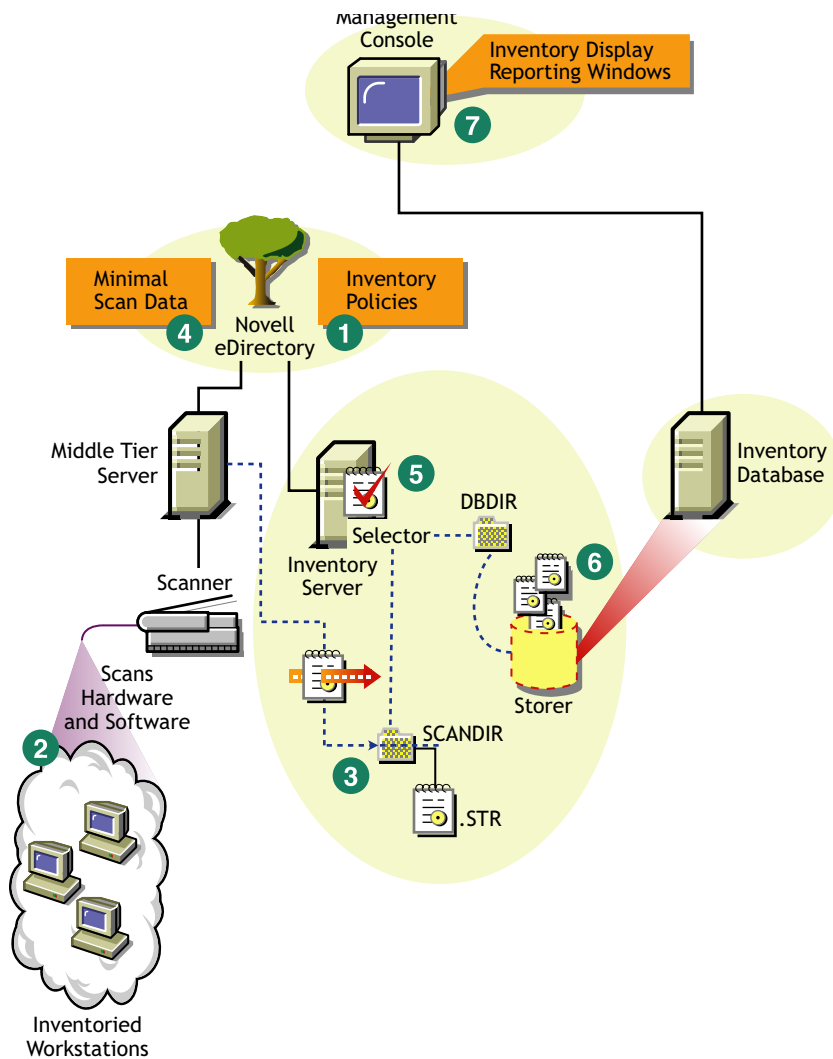 Management
Console
Inventory Display
Reporting Windows
7
Minimal
Scan Data
4
Inventory
Policies
1
Novell
eDirectory
Middle Tier
Server
5
Selector
Inventory
Server
DBDIR
6
Storer
Inventory
Database
Scanner
Scans
Hardware
and Software
2
SCANDIR
3
.STR
Inventoried
Workstations